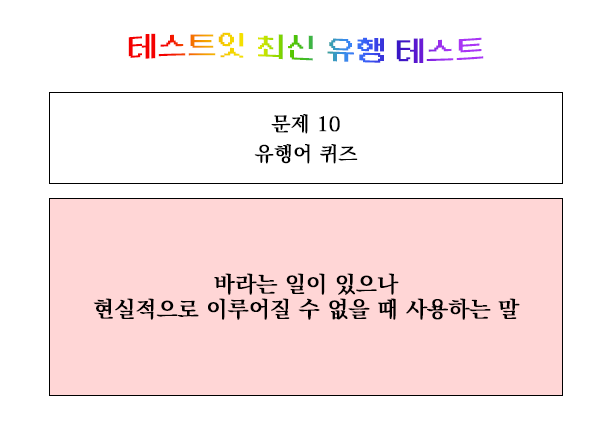 테스트잇 최신 유행 테스트
문제 10
유행어 퀴즈
바라는 일이 있으나
현실적으로 이루어질 수 없을 때 사용하는 말